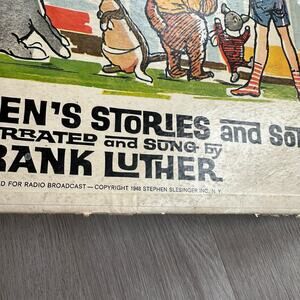 EN'S STORIES and So
RRATED and SUNG by
RANK LUTHER
D FOR RADIO BROADCAST — COPYRIGHT 1948 STEPHEN SLESINGER INC. N.Y.